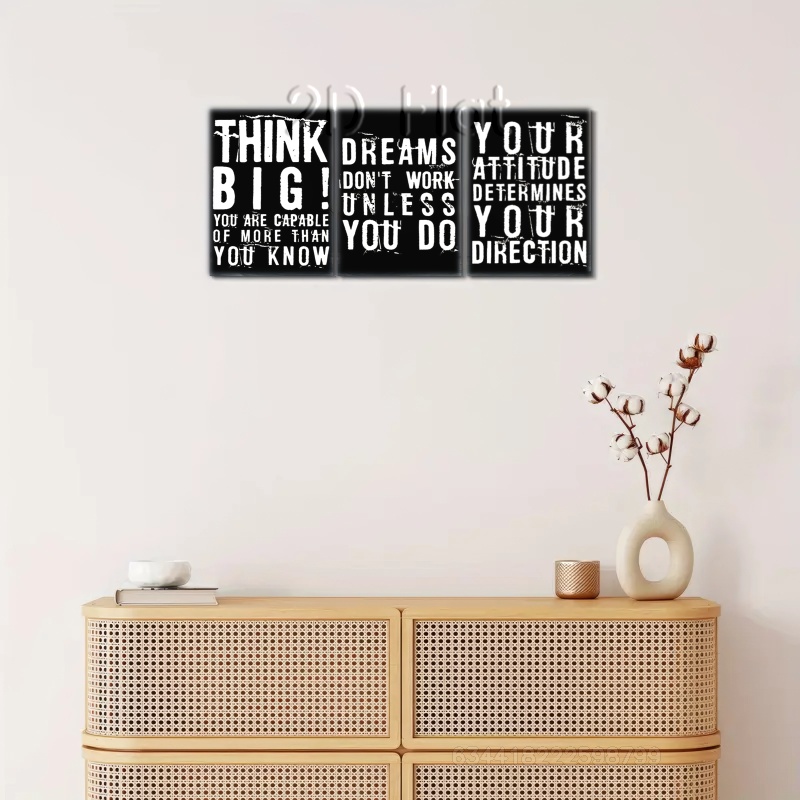 2D Flat
THINK
BIG!
YOU ARE CAPABLE
OF MORE THAN
YOU KNOW
DREAMS
DON'T WORK
UNLESS
YOU DO
YOUR
ATTITUDE
DETERMINES
YOUR
DIRECTION
634418222598799